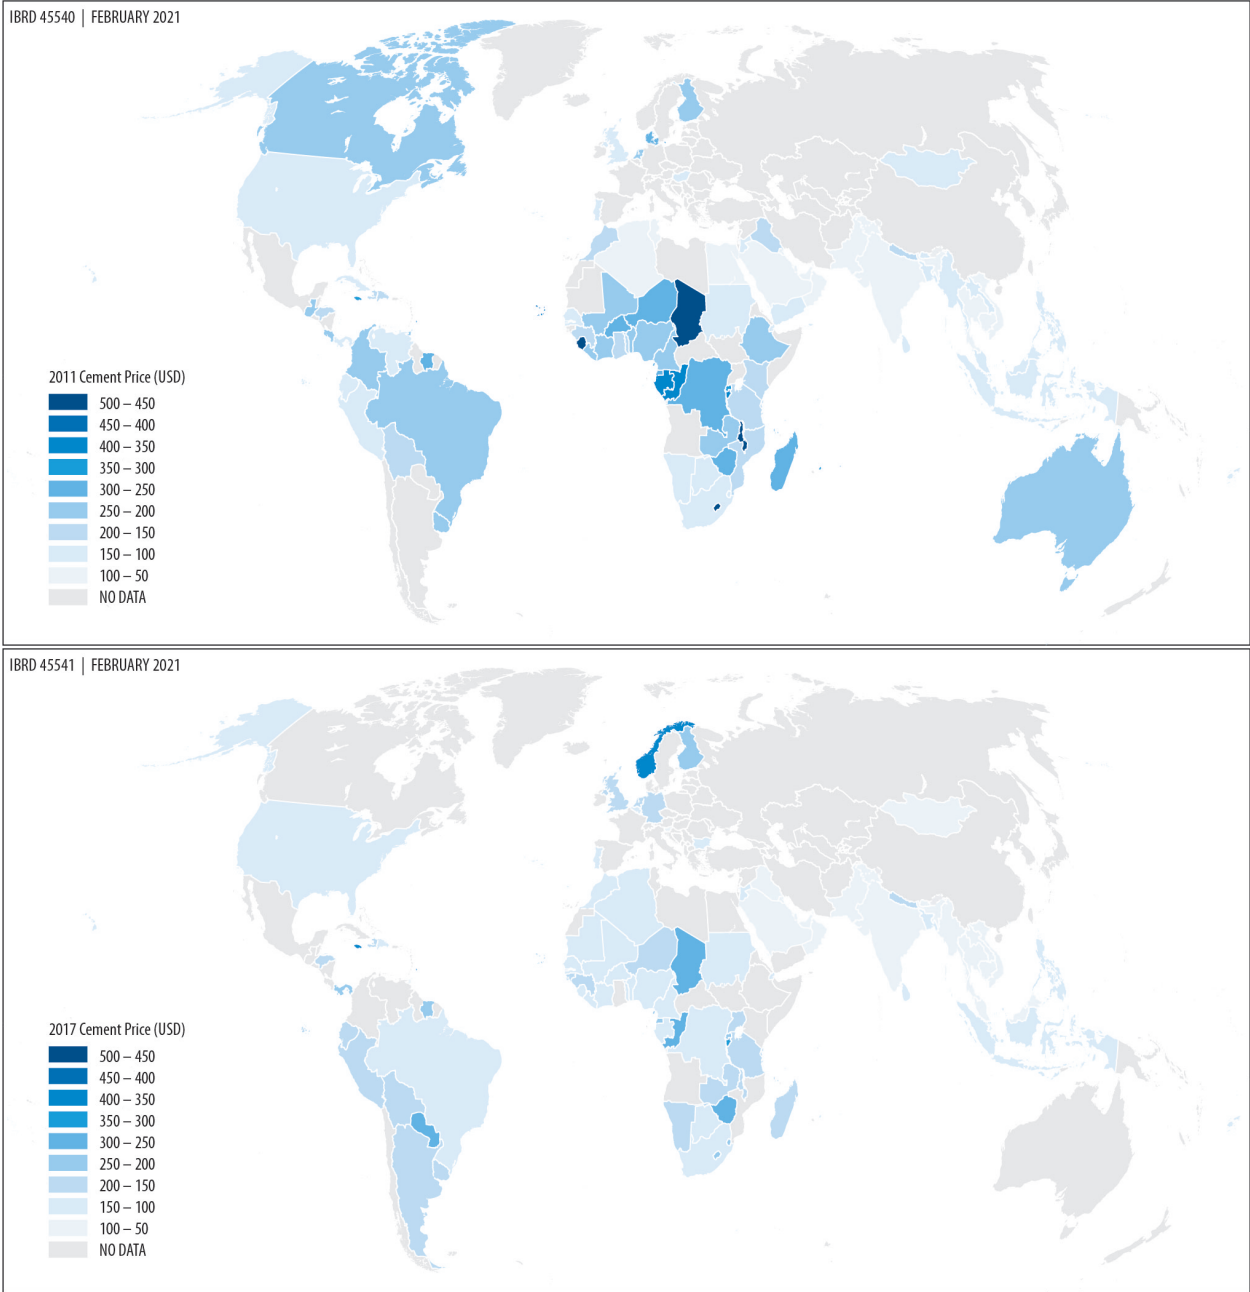 IBRD 45540 | FEBRUARY 2021
2011 Cement Price (USD)
500 – 450
450 – 400
400 – 350
350 – 300
300 – 250
250 – 200
200 – 150
150 – 100
100 – 50
NO DATA
IBRD 45541 | FEBRUARY 2021
2017 Cement Price (USD)
500 – 450
450 – 400
400 – 350
350 – 300
300 – 250
250 – 200
200 – 150
150 – 100
100 – 50
NO DATA